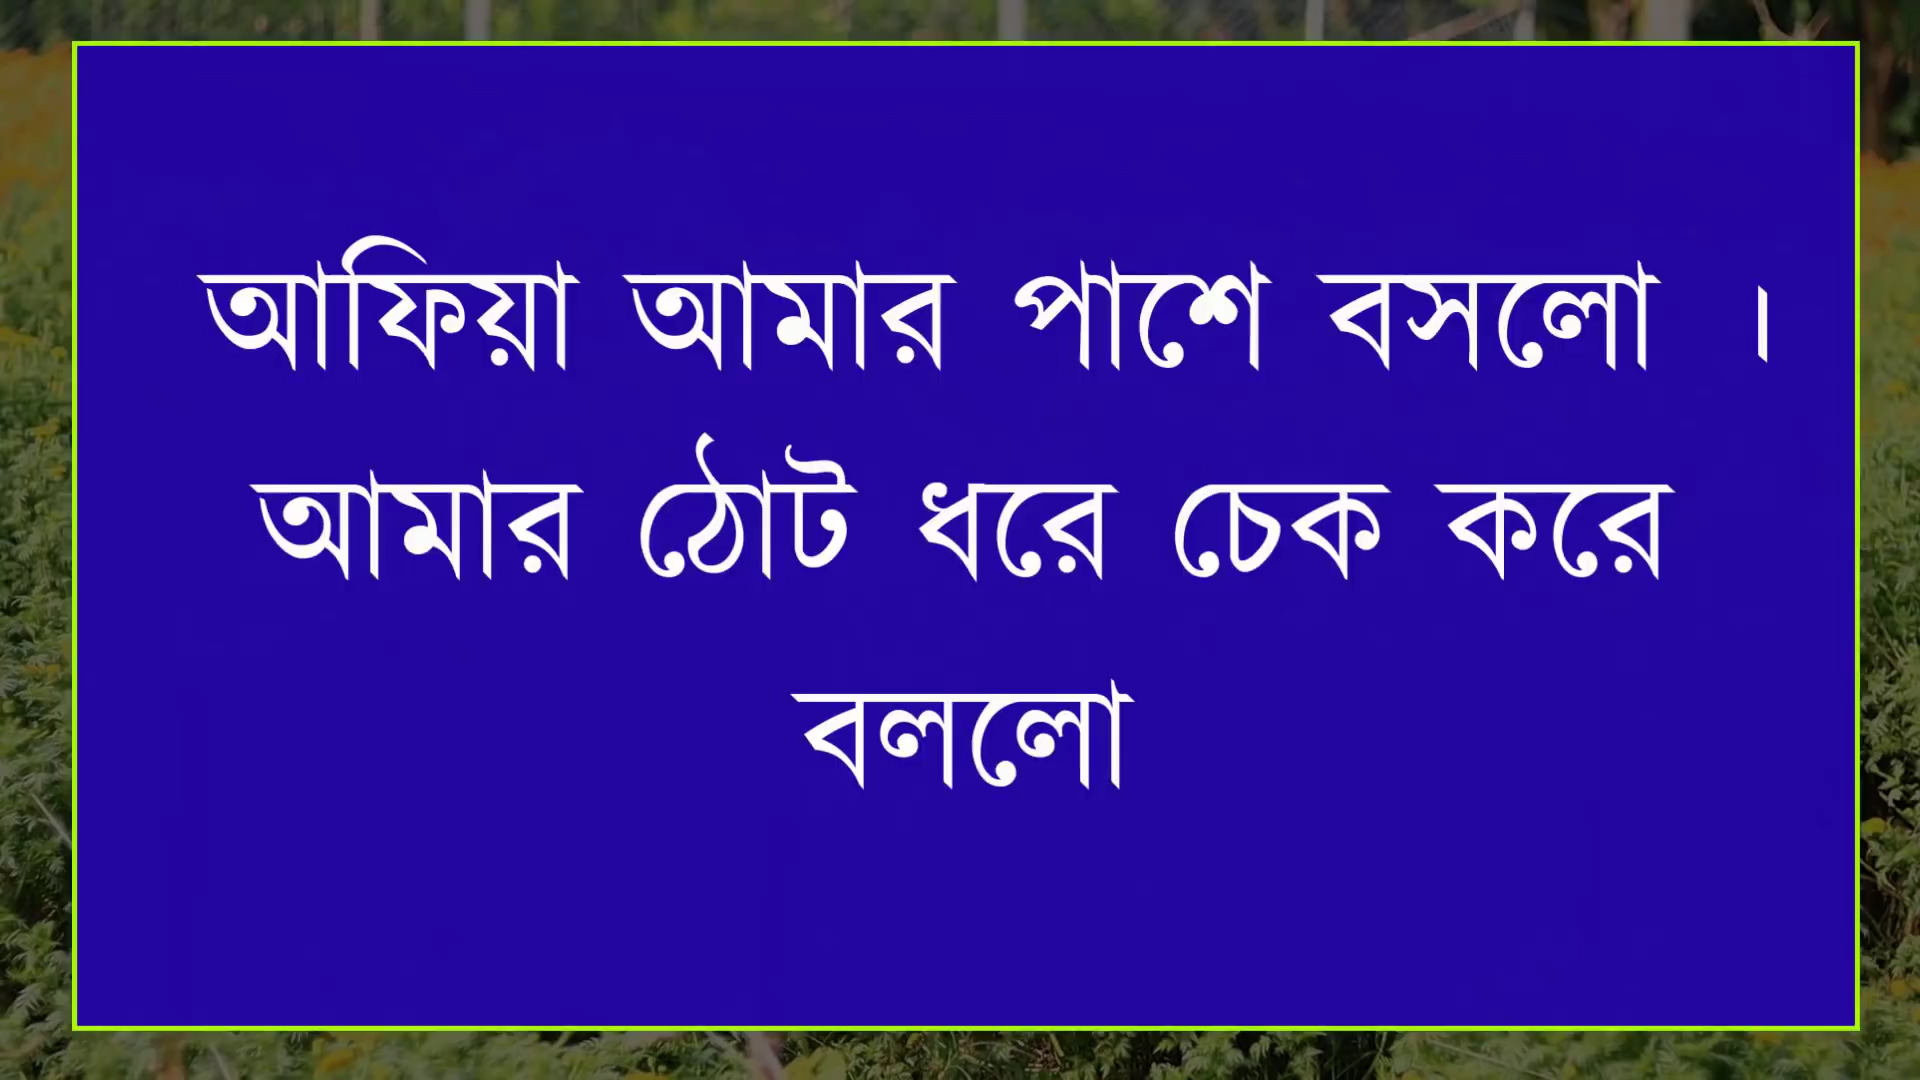 আফিয়া আমার পাশে বসলো ।
আমার ঠোট ধরে চেক করে
বললো